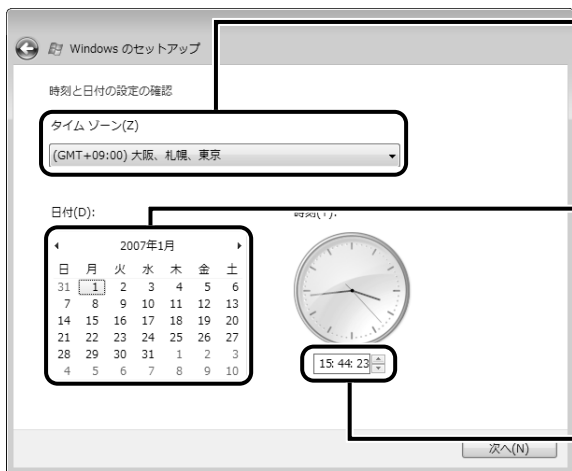 Windows のセットアップ
時刻と日付の設定の確認
タイム ゾーン(Z)
(GMT+09:00) 大阪、札幌、東京
日付(D):
時刻(T):
2007年1月
日 月 火 水 木 金 土
31 1 2 3 4 5 6
7 8 9 10 11 12 13
14 15 16 17 18 19 20
21 22 23 24 25 26 27
28 29 30 31 1 2 3
4 5 6 7 8 9 10
15: 44: 23
次へ(N)